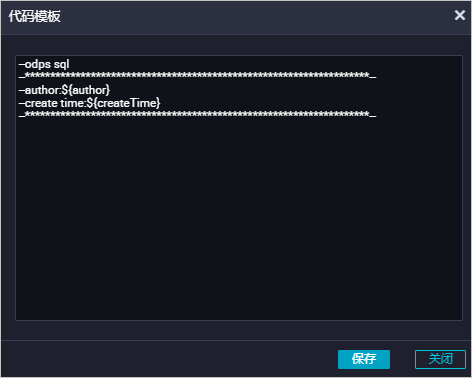 代码模板
--odps sql
--********************************************************************--
--author:${author}
--create time:${createTime}
--********************************************************************--
保存
关闭